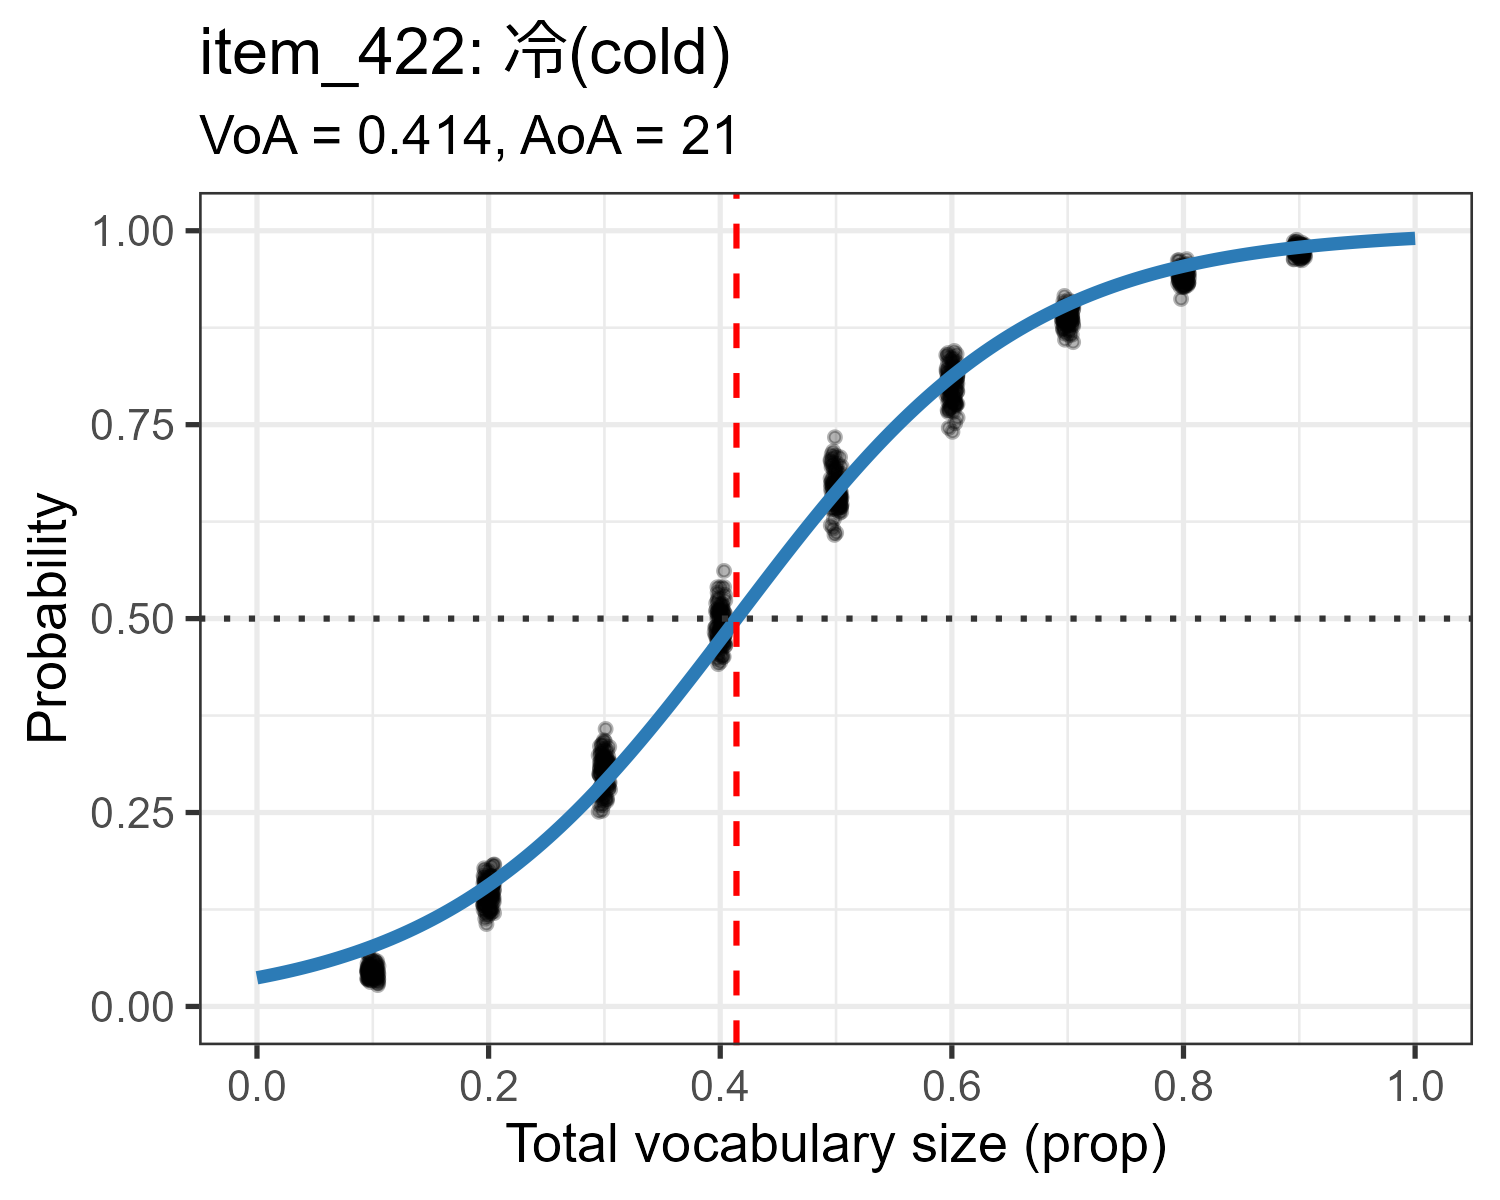 item_422: 冷(cold)
VoA = 0.414, AoA = 21
1.00
0.75
0.50
0.25
0.00
Probability
0.0 0.2 0.4 0.6 0.8 1.0
Total vocabulary size (prop)